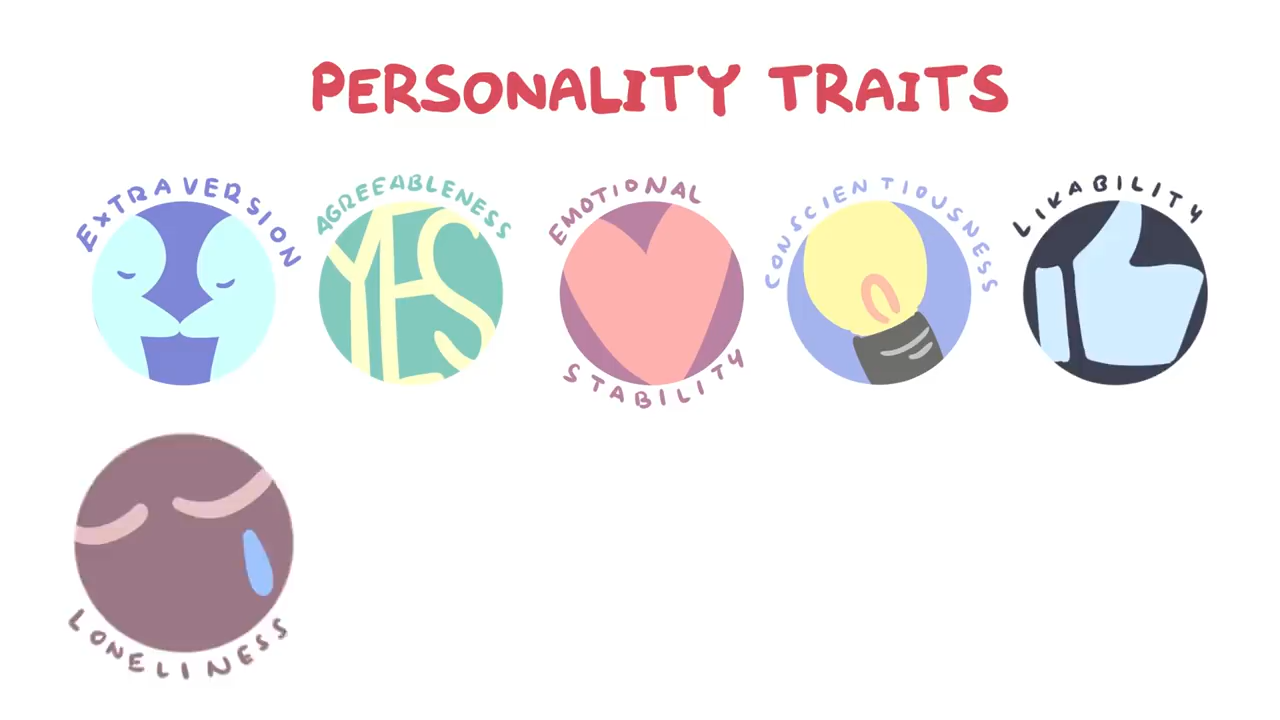 PERSONALITY TRAITS
EXTRAVERSION
AGREEABLENESS
YES
EMOTIONAL
STABILITY
CONSCIENTIOUSNESS
LIKABILITY
LONELINESS